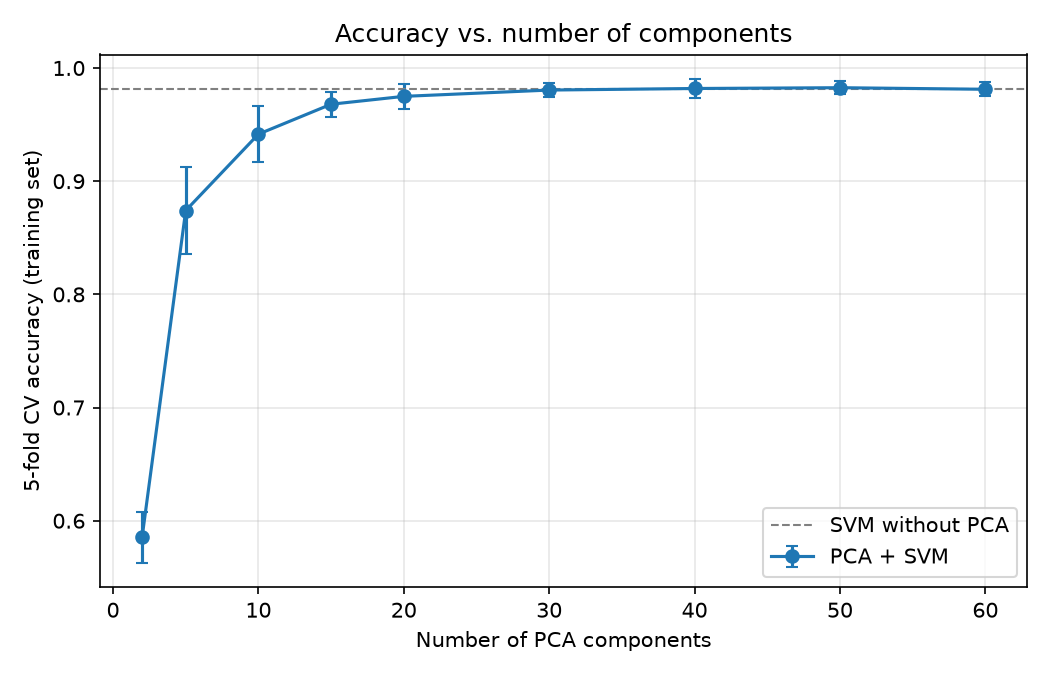 Accuracy vs. number of components
1.0
0.9
0.8
0.7
0.6
5-fold CV accuracy (training set)
SVM without PCA
PCA + SVM
0 10 20 30 40 50 60
Number of PCA components